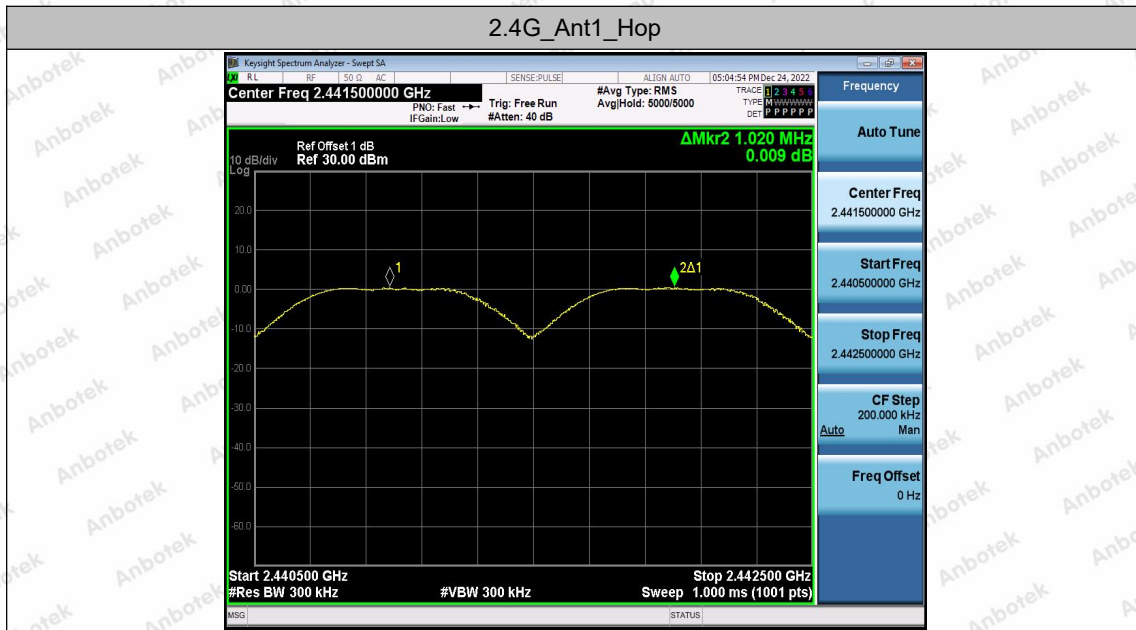 2.4G_Ant1_Hop
Keysight Spectrum Analyzer - Swept SA
RL RF 50 Ω AC SENSE:PULSE ALIGN AUTO 05:04:54 PM Dec 24, 2022
Center Freq 2.441500000 GHz
PNO: Fast
IFGain:Low
Trig: Free Run
#Atten: 40 dB
#Avg Type: RMS
Avg|Hold: 5000/5000
TRACE 1 2 3 4 5 6
TYPE M WWWWW
DET P P P P P P
Ref Offset 1 dB
10 dB/div Ref 30.00 dBm
Log
ΔMkr2 1.020 MHz
0.009 dB
20.0
10.0
0.00
-10.0
-20.0
-30.0
-40.0
-50.0
-60.0
1
2Δ1
Start 2.440500 GHz Stop 2.442500 GHz
#Res BW 300 kHz #VBW 300 kHz Sweep 1.000 ms (1001 pts)
MSG STATUS
Frequency
Auto Tune
Center Freq
2.441500000 GHz
Start Freq
2.440500000 GHz
Stop Freq
2.442500000 GHz
CF Step
200.000 kHz
Auto Man
Freq Offset
0 Hz
Anbotek